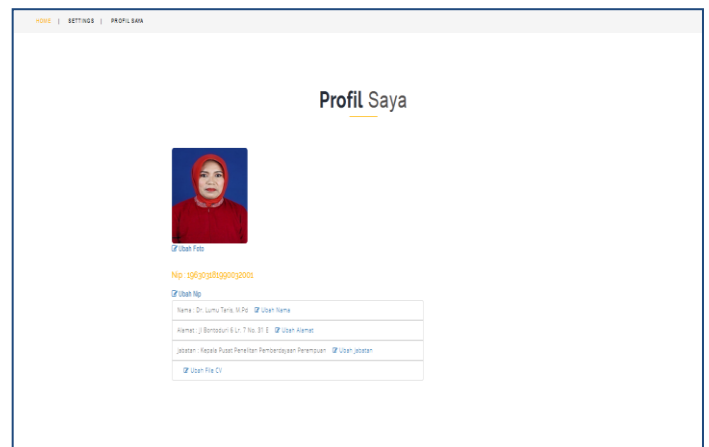 HOME | SETTINGS | PROFIL SAYA
Profil Saya
Ubah Foto
Nip : 196303181990032001
Ubah Nip
Nama : Dr. Lumu Taris, M.Pd Ubah Nama
Alamat : Jl Bontoduri 6 Lr. 7 No. 31 E Ubah Alamat
Jabatan : Kepala Pusat Penelitan Pemberdayaan Perempuan Ubah Jabatan
Ubah File CV